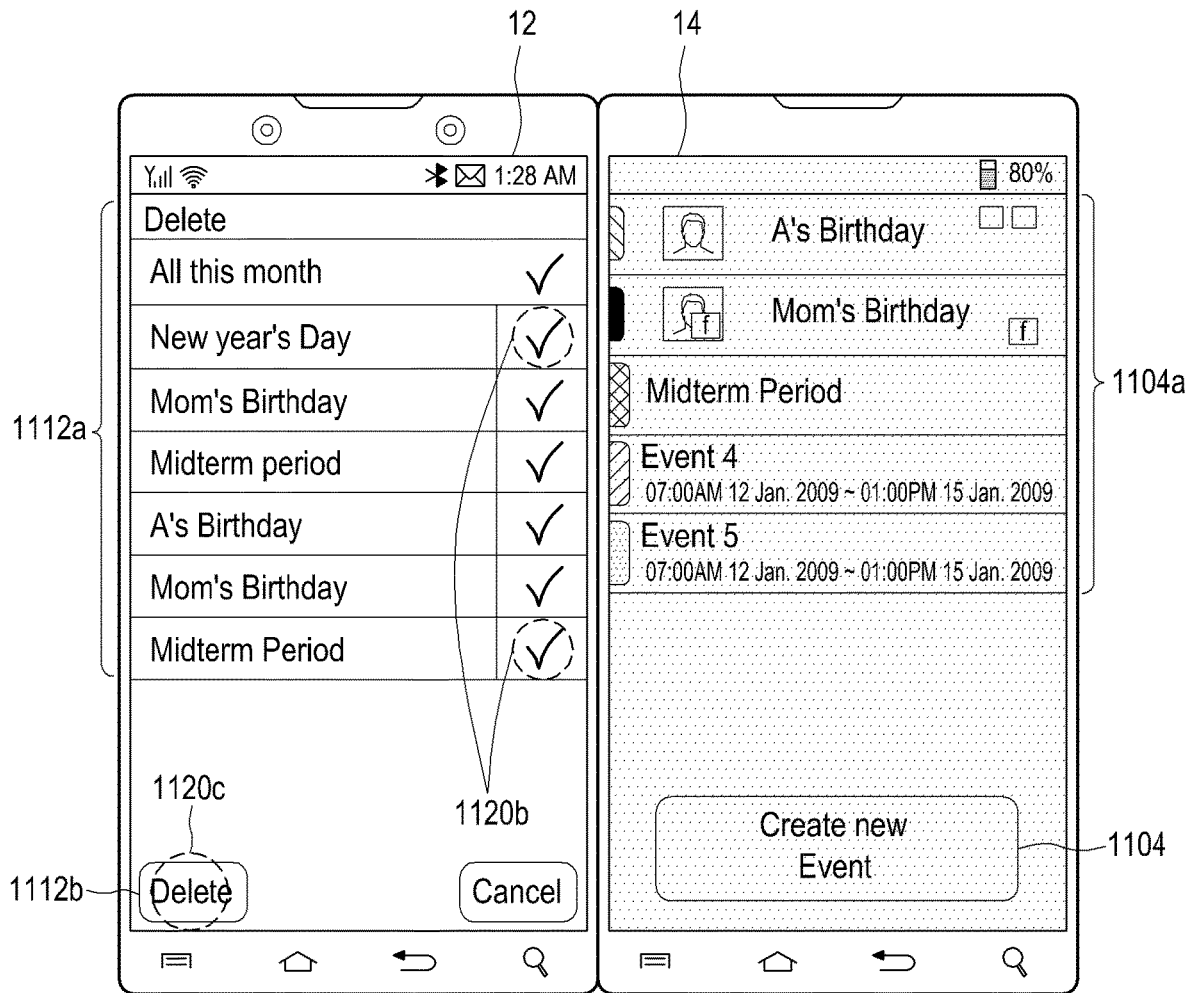 12
14
1:28 AM
80%
Delete
All this month
New year's Day
Mom's Birthday
Midterm period
A's Birthday
Mom's Birthday
Midterm Period
1112a
A's Birthday
f
Mom's Birthday
f
Midterm Period
Event 4
07:00AM 12 Jan. 2009 ~ 01:00PM 15 Jan. 2009
Event 5
07:00AM 12 Jan. 2009 ~ 01:00PM 15 Jan. 2009
1104a
1120c
1120b
1112b
Delete
Cancel
Create new
Event
1104